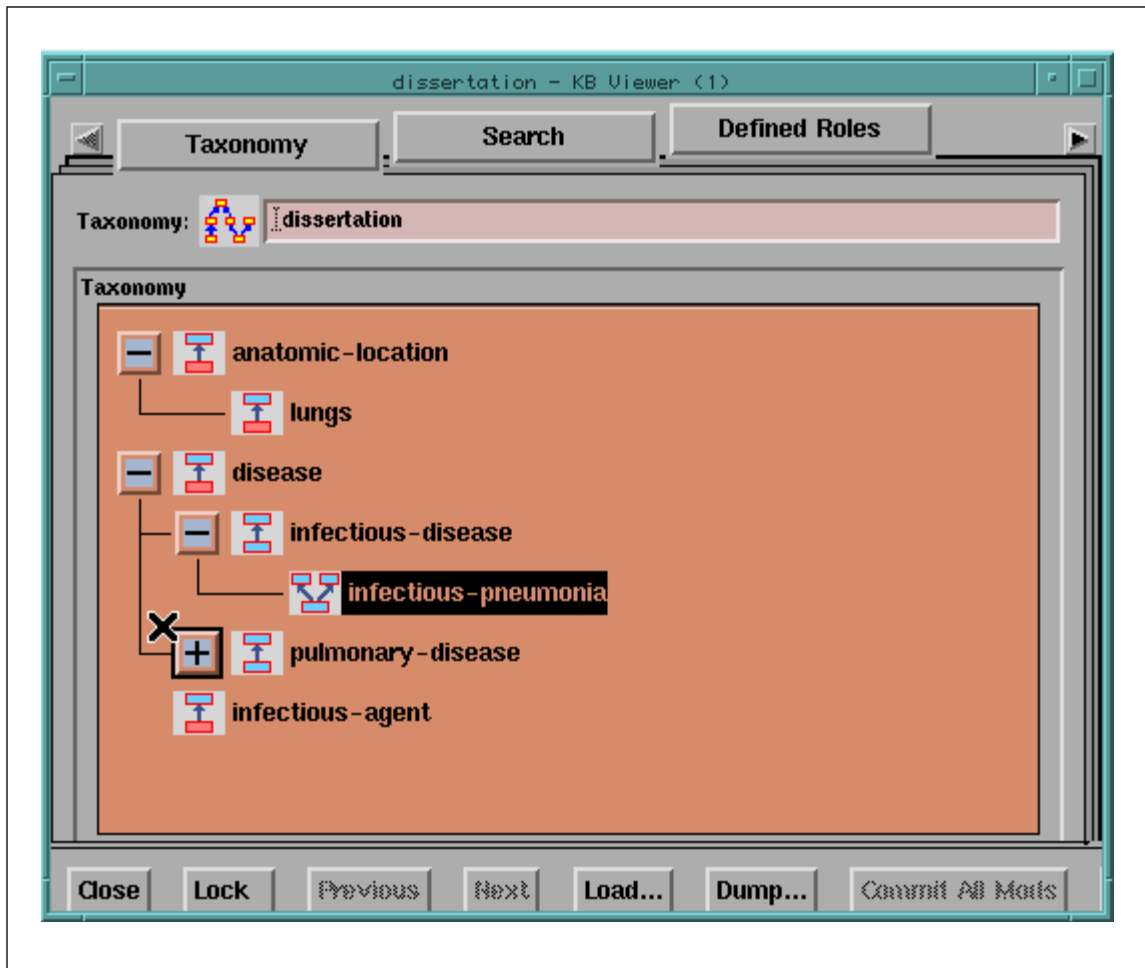 dissertation - KB Viewer (1)
Taxonomy Search Defined Roles
Taxonomy: dissertation
Taxonomy
anatomic-location
lungs
disease
infectious-disease
infectious-pneumonia
pulmonary-disease
infectious-agent
Close Lock Previous Next Load... Dump... Commit All Mods